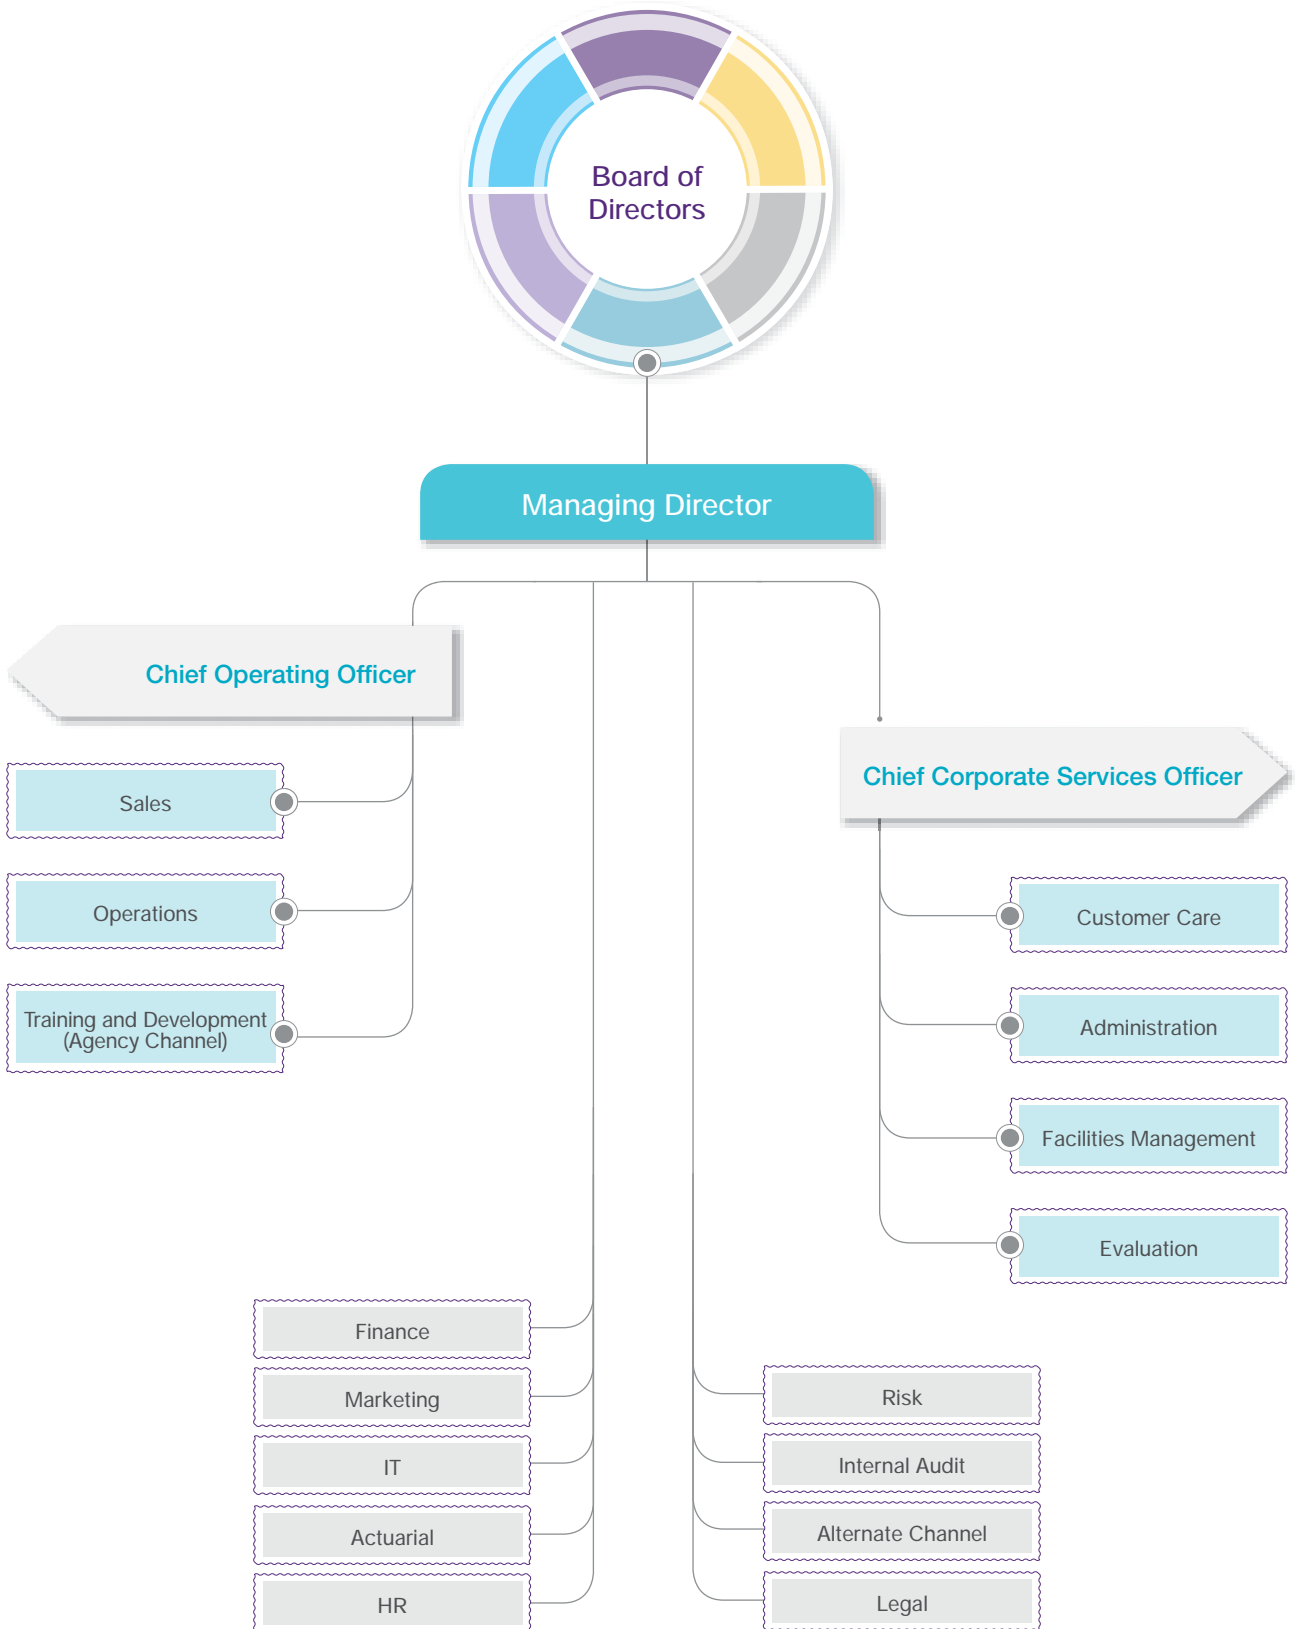 Board of
Directors
Managing Director
Chief Operating Officer
Sales
Operations
Training and Development
(Agency Channel)
Chief Corporate Services Officer
Customer Care
Administration
Facilities Management
Evaluation
Finance
Marketing
IT
Actuarial
HR
Risk
Internal Audit
Alternate Channel
Legal